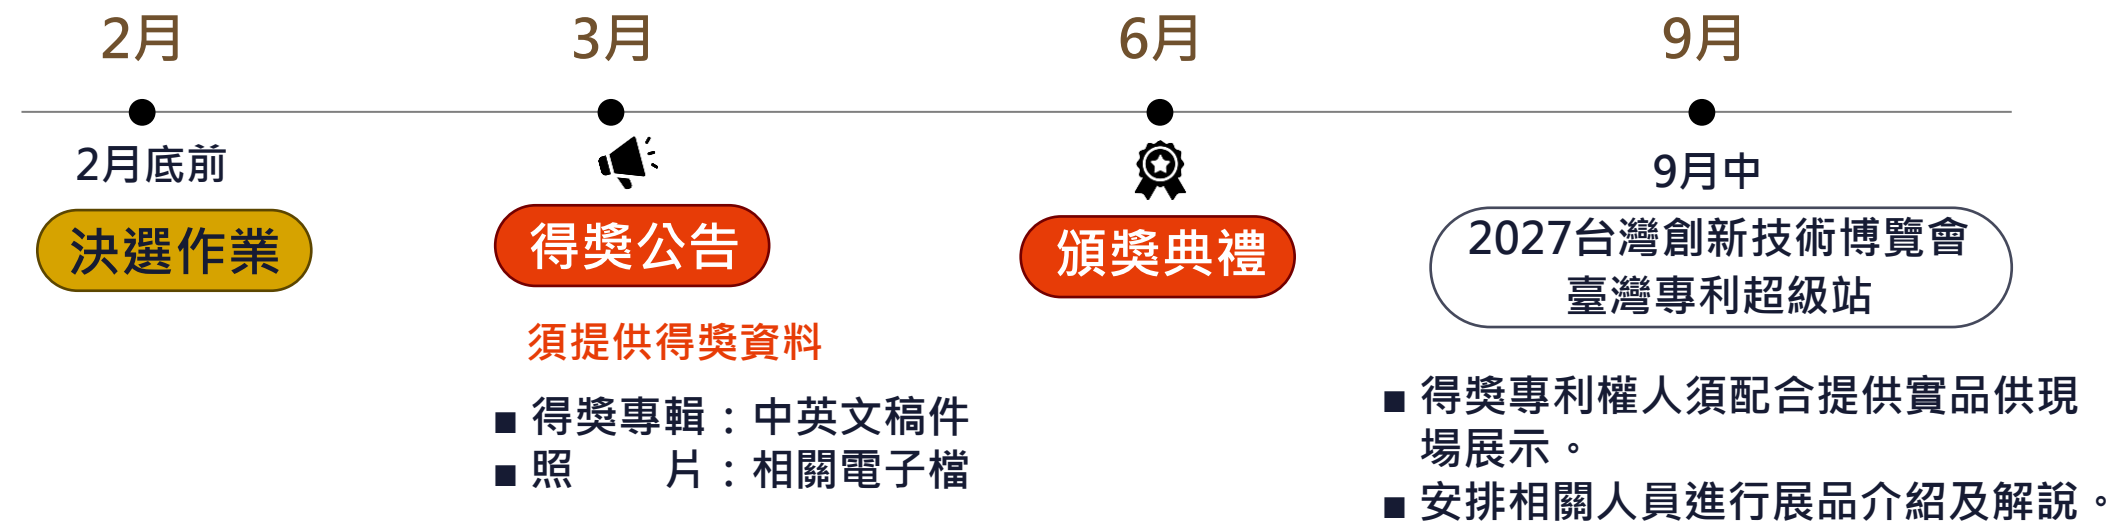 2月
3月
6月
9月
2月底前
決選作業
得獎公告
須提供得獎資料
■ 得獎專輯：中英文稿件
■ 照　　片：相關電子檔
頒獎典禮
9月中
2027台灣創新技術博覽會
臺灣專利超級站
■ 得獎專利權人須配合提供實品供現
場展示。
■ 安排相關人員進行展品介紹及解說。